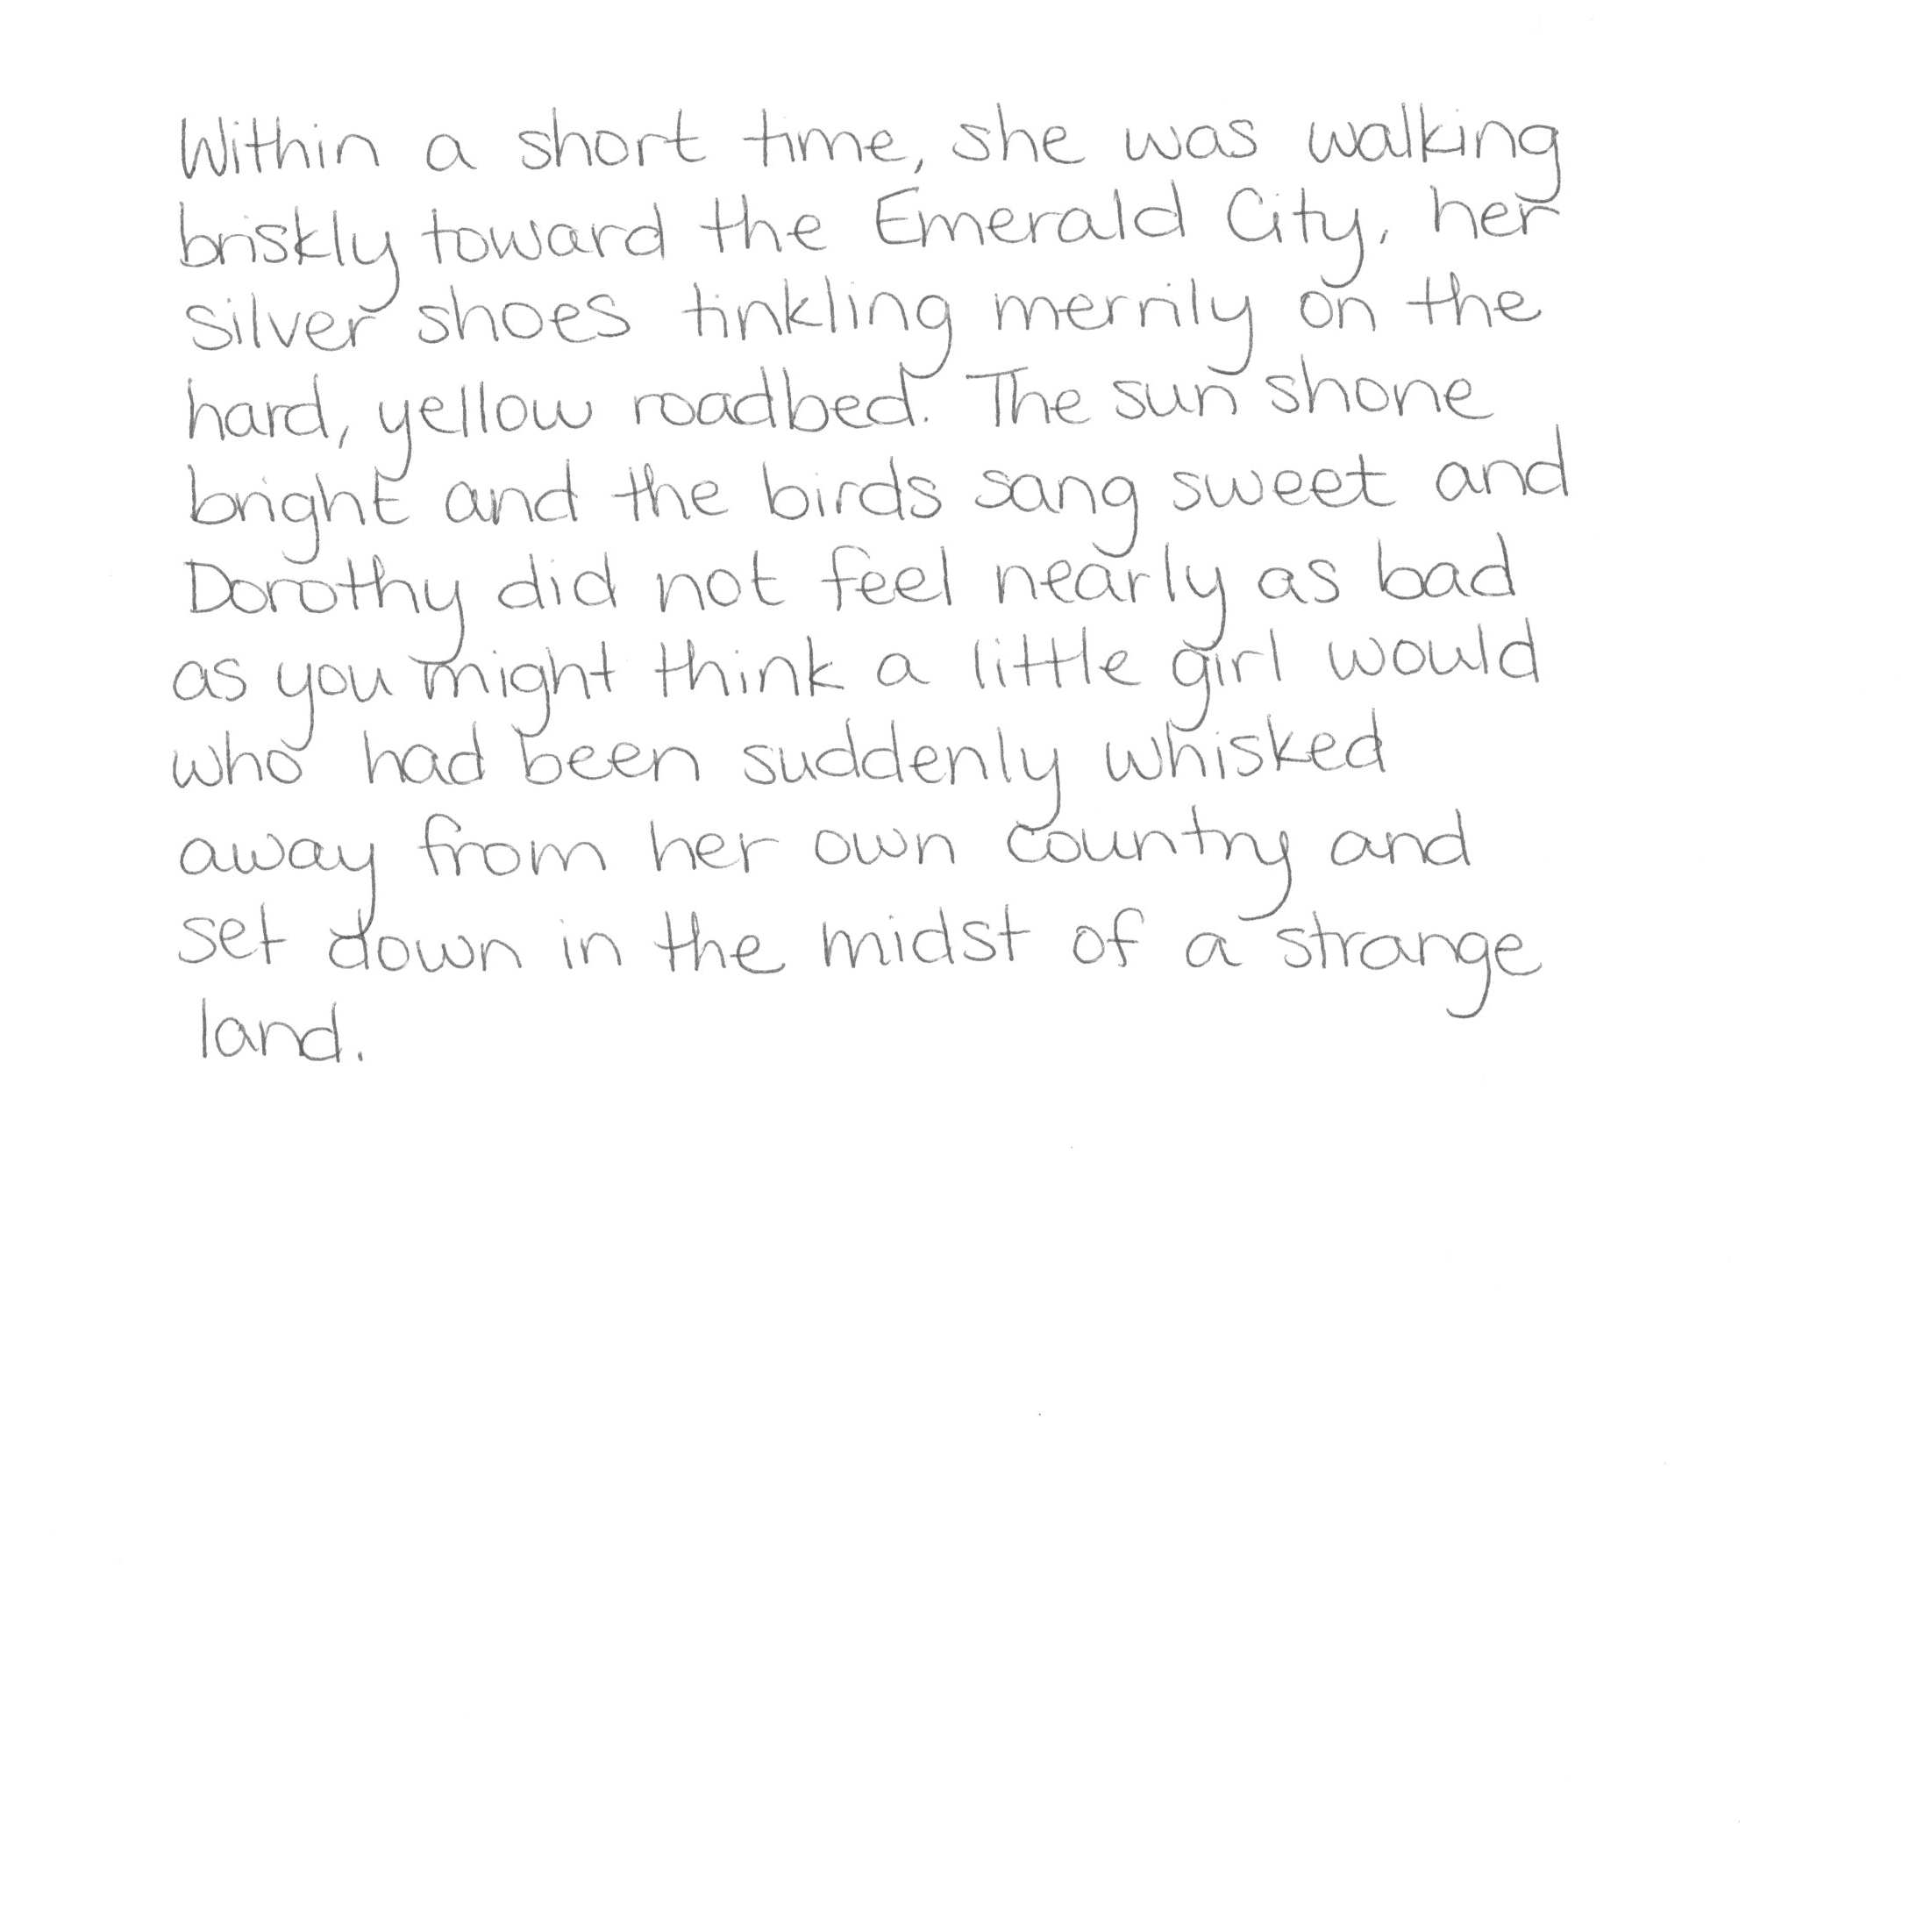 Within a short time, she was walking
briskly toward the Emerald City, her
silver shoes tinkling merrily on the
hard, yellow roadbed. The sun shone
bright and the birds sang sweet and
Dorothy did not feel nearly as bad
as you might think a little girl would
who had been suddenly whisked
away from her own country and
set down in the midst of a strange
land.